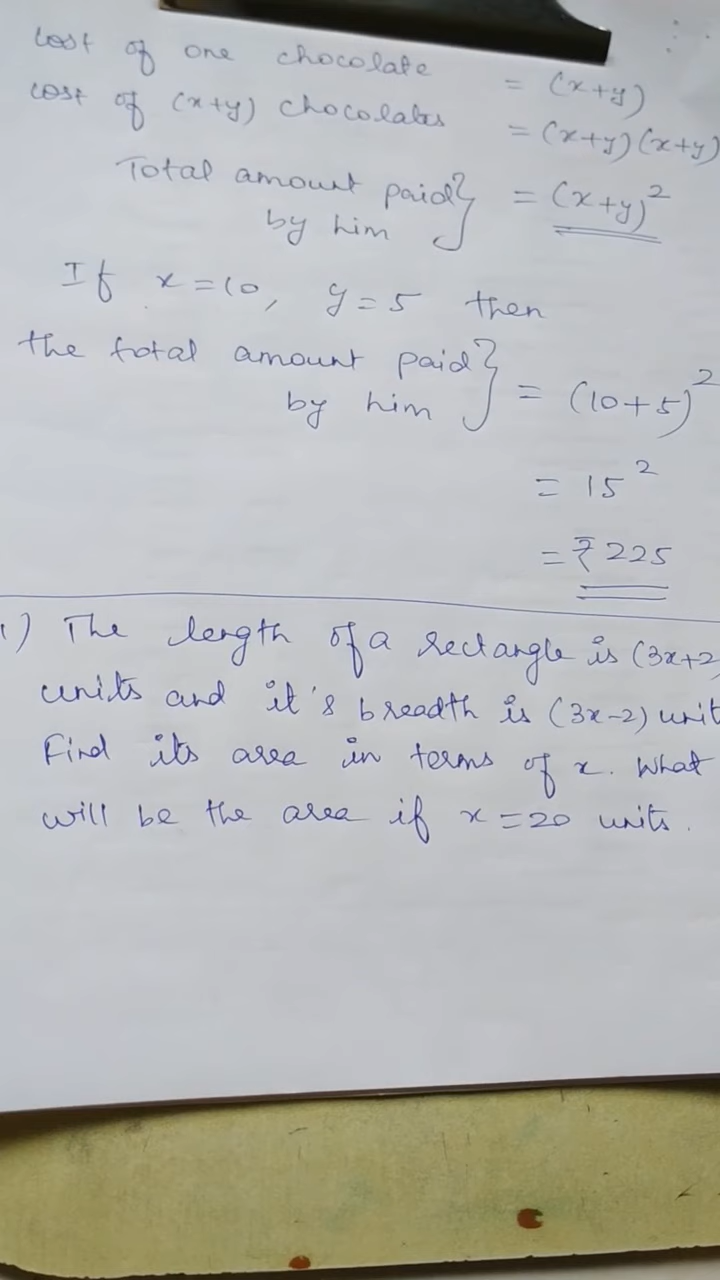 cost of one chocolate = (x+y)
cost of (x+y) chocolates = (x+y)(x+y)
Total amount paid } = (x+y)²
by him
If x=10, y=5 then
the total amount paid } = (10+5)²
by him
= 15²
= ₹225
1) The length of a rectangle is (3x+2
units and it's breadth is (3x-2) unit
Find its area in terms of x. What
will be the area if x=20 units.